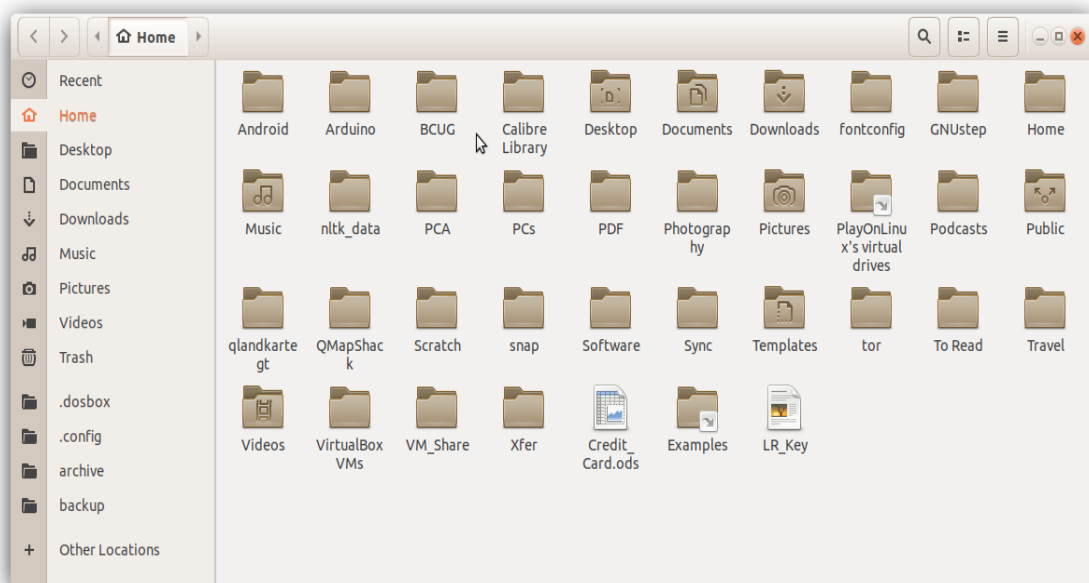 Home
Recent
Home
Desktop
Documents
Downloads
Music
Pictures
Videos
Trash
.dosbox
.config
archive
backup
Other Locations
Android Arduino BCUG Calibre Desktop Documents Downloads fontconfig GNUstep Home
Library
Music nltk_data PCA PCs PDF Photograp Pictures PlayOnLinu Podcasts Public
hy x's virtual
drives
qlandkarte QMapShac Scratch snap Software Sync Templates tor To Read Travel
gt k
Videos VirtualBox VM_Share Xfer Credit_ Examples LR_Key
VMs Card.ods